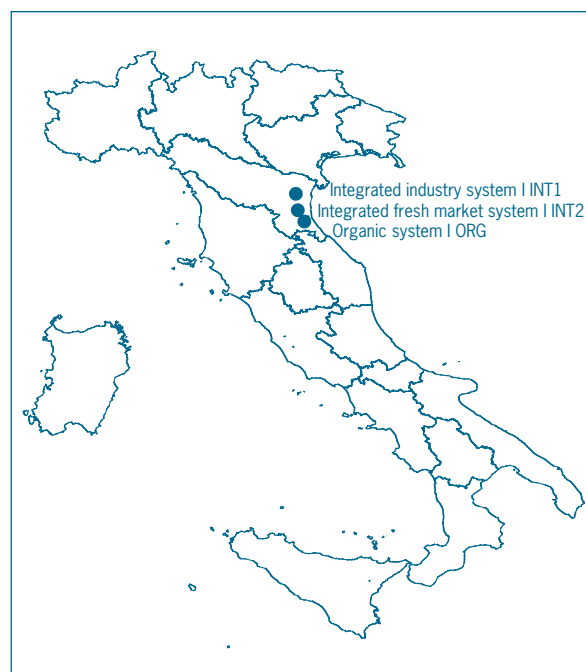 Integrated industry system I INT1
Integrated fresh market system I INT2
Organic system I ORG